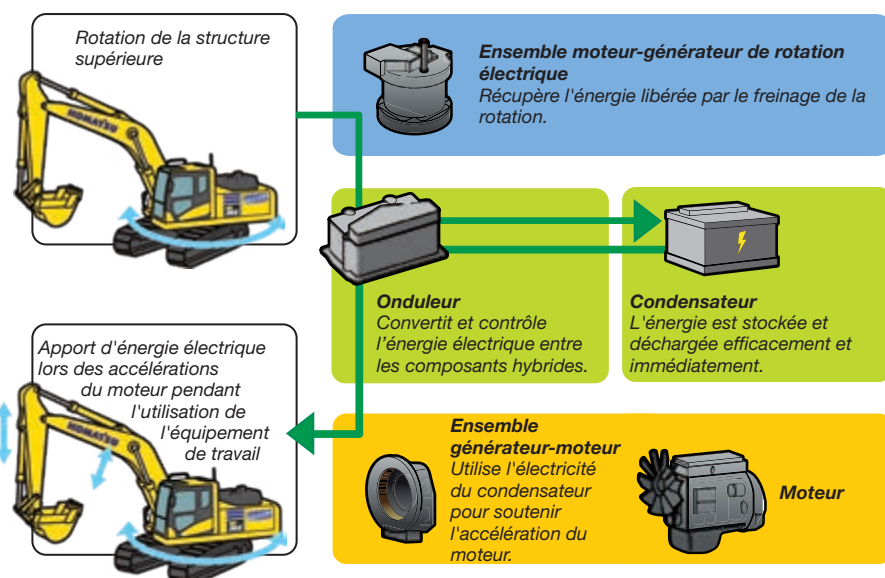 Rotation de la structure
supérieure
KOMATSU
Ensemble moteur-générateur de rotation
électrique
Récupère l'énergie libérée par le freinage de la
rotation.
Onduleur
Convertit et contrôle
l'énergie électrique entre
les composants hybrides.
Condensateur
L'énergie est stockée et
déchargée efficacement et
immédiatement.
Apport d'énergie électrique
lors des accélérations
du moteur pendant
l'utilisation de
l'équipement
de travail
KOMATSU
Ensemble
générateur-moteur
Utilise l'électricité
du condensateur
pour soutenir
l'accélération du
moteur.
Moteur